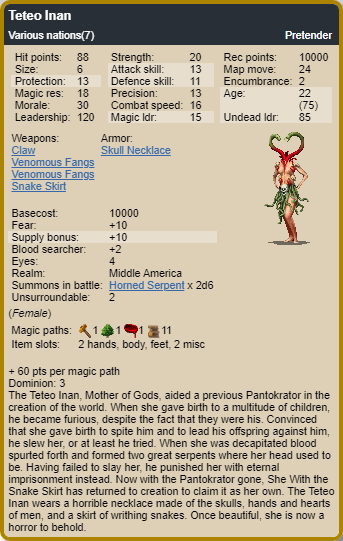 Teteo Inan
Various nations(7) Pretender
Hit points: 88 Strength: 20 Rec points: 10000
Size: 6 Attack skill: 13 Map move: 24
Protection: 13 Defence skill: 11 Encumbrance: 2
Magic res: 18 Precision: 13 Age: 22
Morale: 30 Combat speed: 16 (75)
Leadership: 120 Magic ldr: 15 Undead ldr: 85
Weapons: Armor:
Claw Skull Necklace
Venomous Fangs
Venomous Fangs
Snake Skirt
Basecost: 10000
Fear: +10
Supply bonus: +10
Blood searcher: +2
Eyes: 4
Realm: Middle America
Summons in battle: Horned Serpent x 2d6
Unsurroundable: 2
(Female)
Magic paths: 1 1 1 11
Item slots: 2 hands, body, feet, 2 misc
+ 60 pts per magic path
Dominion: 3
The Teteo Inan, Mother of Gods, aided a previous Pantokrator in the
creation of the world. When she gave birth to a multitude of children,
he became furious, despite the fact that they were his. Convinced
that she gave birth to spite him and to lead his offspring against him,
he slew her, or at least he tried. When she was decapitated blood
spurted forth and formed two great serpents where her head used to
be. Having failed to slay her, he punished her with eternal
imprisonment instead. Now with the Pantokrator gone, She With the
Snake Skirt has returned to creation to claim it as her own. The Teteo
Inan wears a horrible necklace made of the skulls, hands and hearts
of men, and a skirt of writhing snakes. Once beautiful, she is now a
horror to behold.